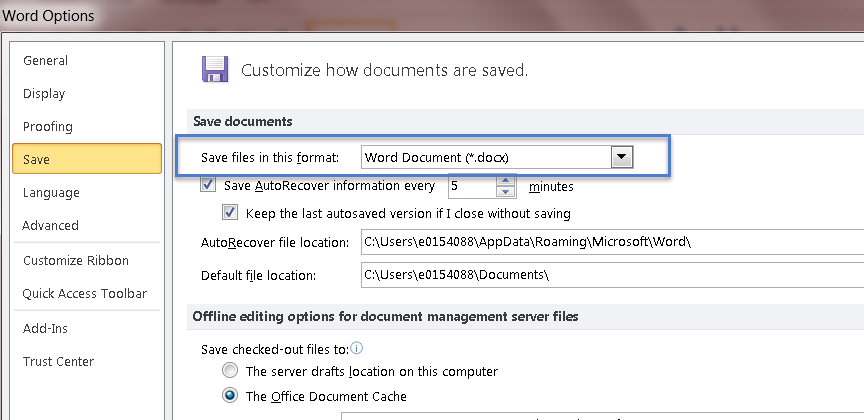 Word Options
General
Display
Proofing
Save
Language
Advanced
Customize Ribbon
Quick Access Toolbar
Add-Ins
Trust Center
Customize how documents are saved.
Save documents
Save files in this format: Word Document (*.docx)
Save AutoRecover information every 5 minutes
Keep the last autosaved version if I close without saving
AutoRecover file location: C:\Users\e0154088\AppData\Roaming\Microsoft\Word\
Default file location: C:\Users\e0154088\Documents\
Offline editing options for document management server files
Save checked-out files to:
The server drafts location on this computer
The Office Document Cache